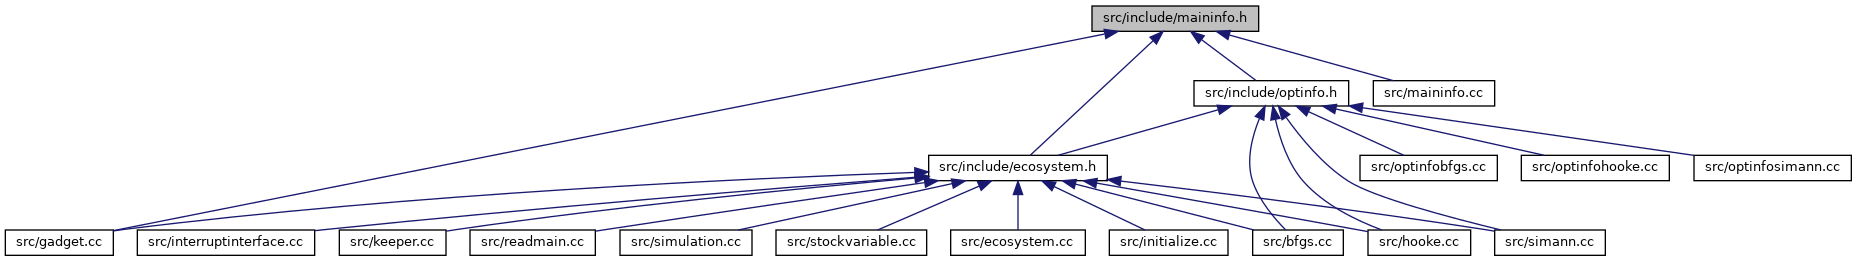 src/include/maininfo.h
src/include/optinfo.h
src/maininfo.cc
src/include/ecosystem.h
src/optinfobfgs.cc
src/optinfohooke.cc
src/optinfosimann.cc
src/gadget.cc
src/interruptinterface.cc
src/keeper.cc
src/readmain.cc
src/simulation.cc
src/stockvariable.cc
src/ecosystem.cc
src/initialize.cc
src/bfgs.cc
src/hooke.cc
src/simann.cc